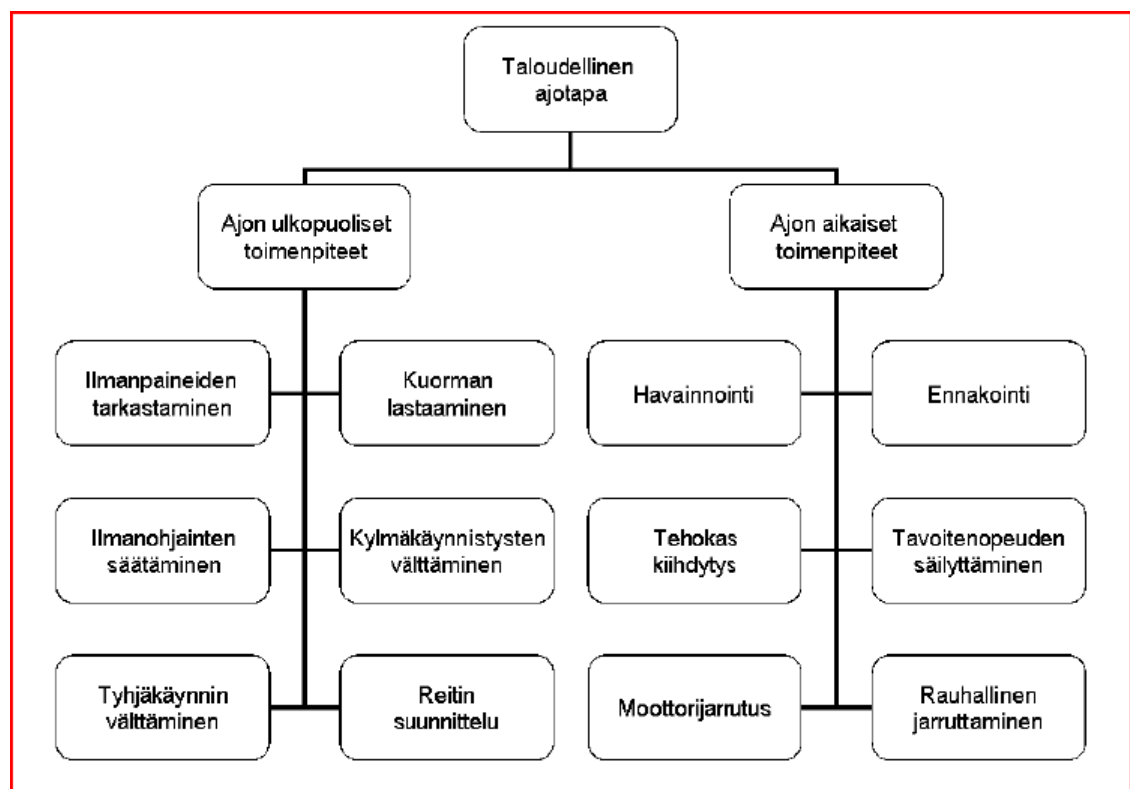 Taloudellinen
ajotapa
Ajon ulkopuoliset
toimenpiteet
Ajon aikaiset
toimenpiteet
Ilmanpaineiden
tarkastaminen
Kuorman
lastaaminen
Havainnointi
Ennakointi
Ilmanohjainten
säätäminen
Kylmäkäynnistysten
välttäminen
Tehokas
kiihdytys
Tavoitenopeuden
säilyttäminen
Tyhjäkäynnin
välttäminen
Reitin
suunnittelu
Moottorijarrutus
Rauhallinen
jarruttaminen